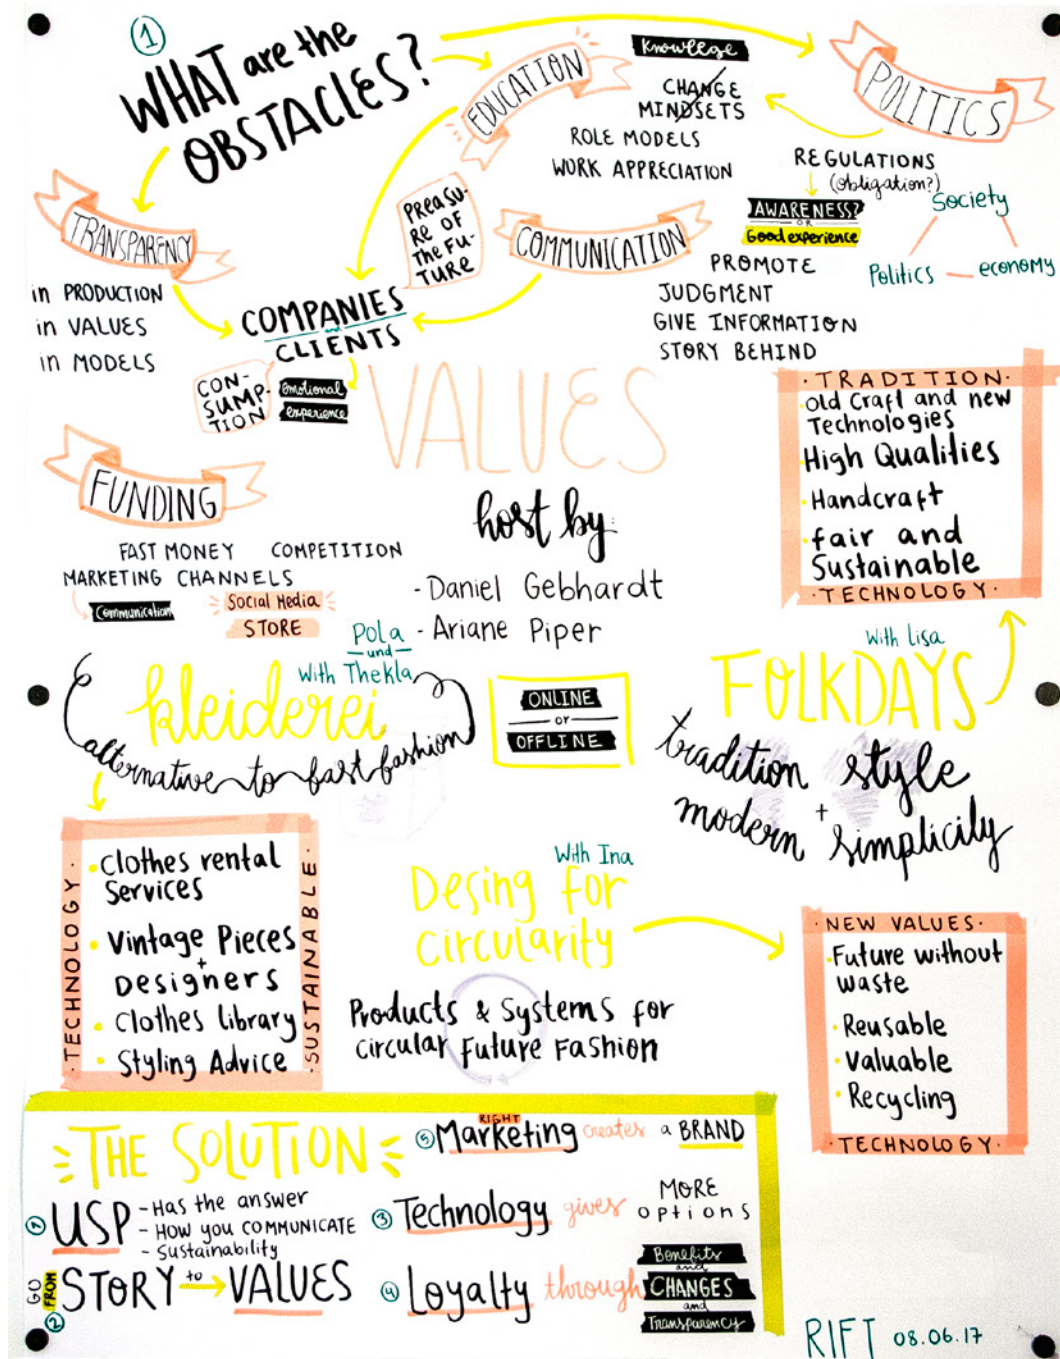 1
WHAT are the
OBSTACLES?
EDUCATION
Knowleege
CHANGE
MINDSETS
ROLE MODELS
WORK APPRECIATION
POLITICS
REGULATIONS
(obligation?)
AWARENESS?
OR
Good experience
Society
Politics
economy
TRANSPARENCY
in PRODUCTION
in VALUES
in MODELS
PREASU-
RE OF
THE FU-
TURE
COMMUNICATION
PROMOTE
JUDGMENT
GIVE INFORMATION
STORY BEHIND
COMPANIES
and
CLIENTS
CON-
SUMP-
TION
emotional
experience
VALUES
host by:
- Daniel Gebhardt
- Ariane Piper
FUNDING
FAST MONEY COMPETITION
MARKETING CHANNELS
Communication
Social Media
STORE
· TRADITION ·
Old Craft and new
Technologies
High Qualities
Handcraft
fair and
Sustainable
· TECHNOLOGY ·
Pola
und
With Thekla
kleiderei
alternative to fast fashion
ONLINE
OR
OFFLINE
With Lisa
FOLKDAYS
tradition style
+
modern simplicity
· TECHNOLOGY ·
Clothes rental
Services
Vintage Pieces
+
Designers
Clothes library
Styling Advice
· SUSTAINABLE ·
With Ina
Desing for
circularity
Products & Systems for
circular future Fashion
· NEW VALUES ·
Future without
waste
Reusable
Valuable
Recycling
· TECHNOLOGY ·
THE SOLUTION
1 USP
- Has the answer
- How you COMMUNICATE
- Sustainability
2 GO FROM STORY to VALUES
3 Technology gives MORE
options
4 Loyalty through Benefits
and
CHANGES
and
Transparency
5 RIGHT
Marketing creates a BRAND
RIFT 08.06.17